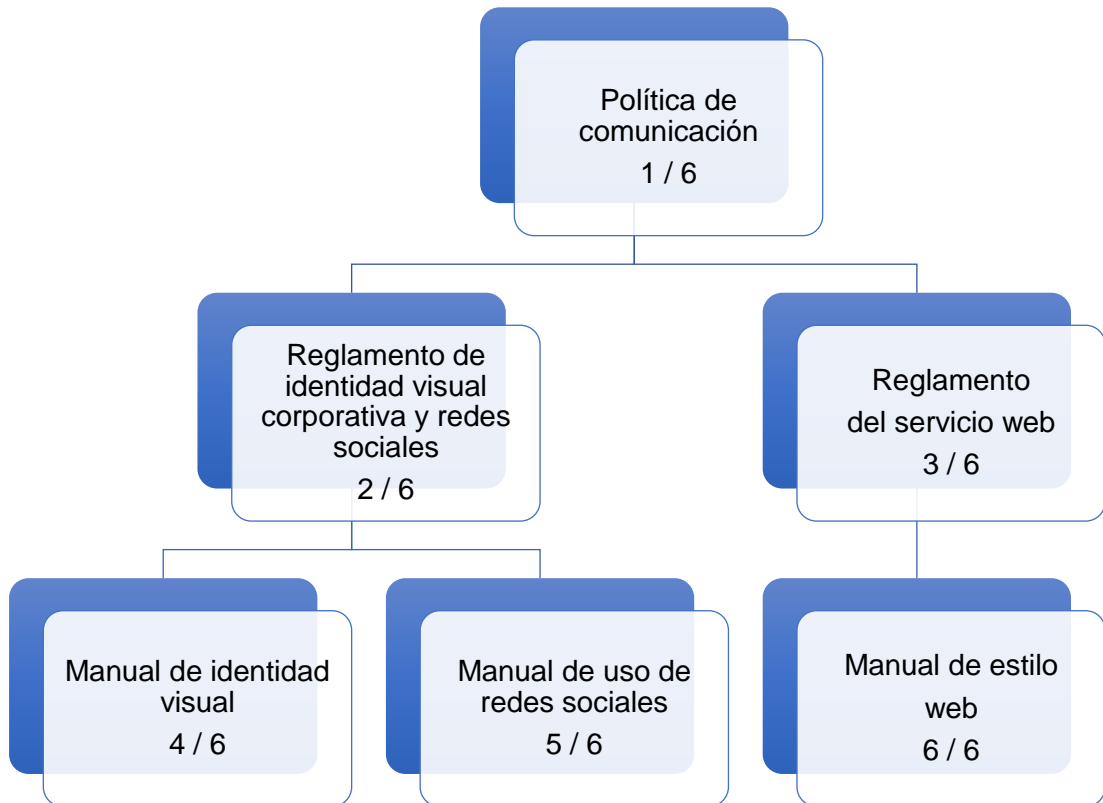 Política de
comunicación
1 / 6
Reglamento de
identidad visual
corporativa y redes
sociales
2 / 6
Reglamento
del servicio web
3 / 6
Manual de identidad
visual
4 / 6
Manual de uso de
redes sociales
5 / 6
Manual de estilo
web
6 / 6